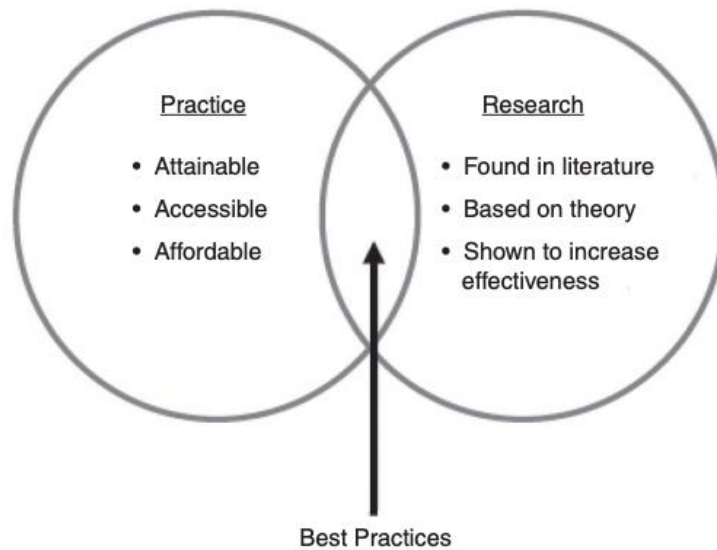 Practice
• Attainable
• Accessible
• Affordable
Research
• Found in literature
• Based on theory
• Shown to increase
effectiveness
Best Practices